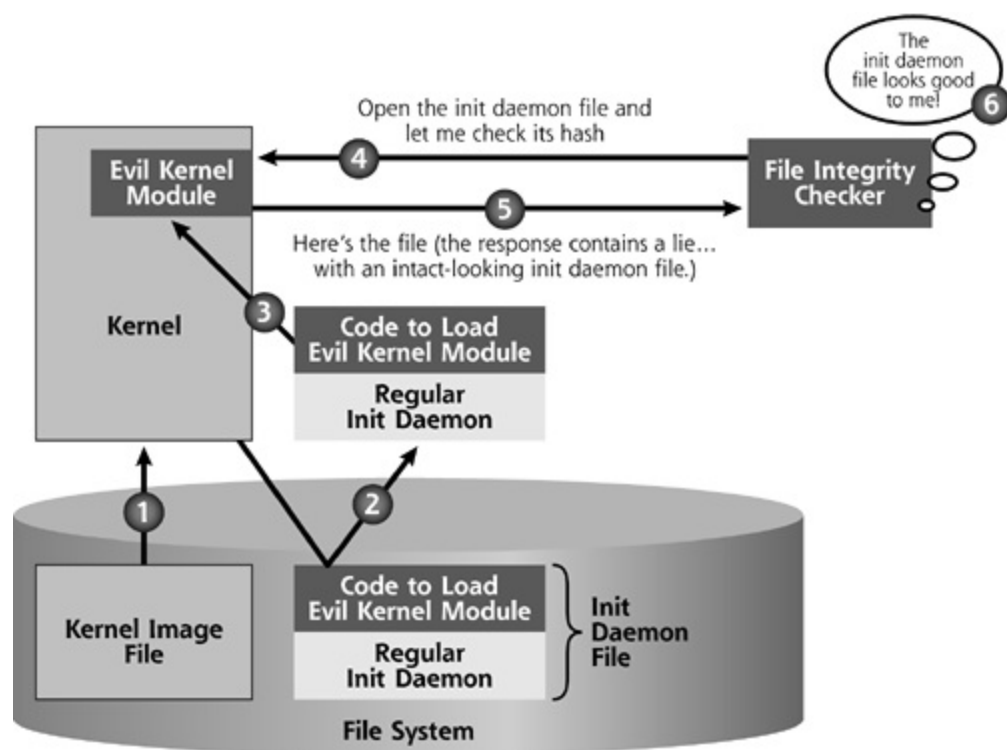 The
init daemon
file looks good
to me!
6
Open the init daemon file and
let me check its hash
4
Evil Kernel
Module
File Integrity
Checker
5
Here's the file (the response contains a lie...
with an intact-looking init daemon file.)
3
Kernel
Code to Load
Evil Kernel Module
Regular
Init Daemon
1
2
Kernel Image
File
Code to Load
Evil Kernel Module
Regular
Init Daemon
Init
Daemon
File
File System